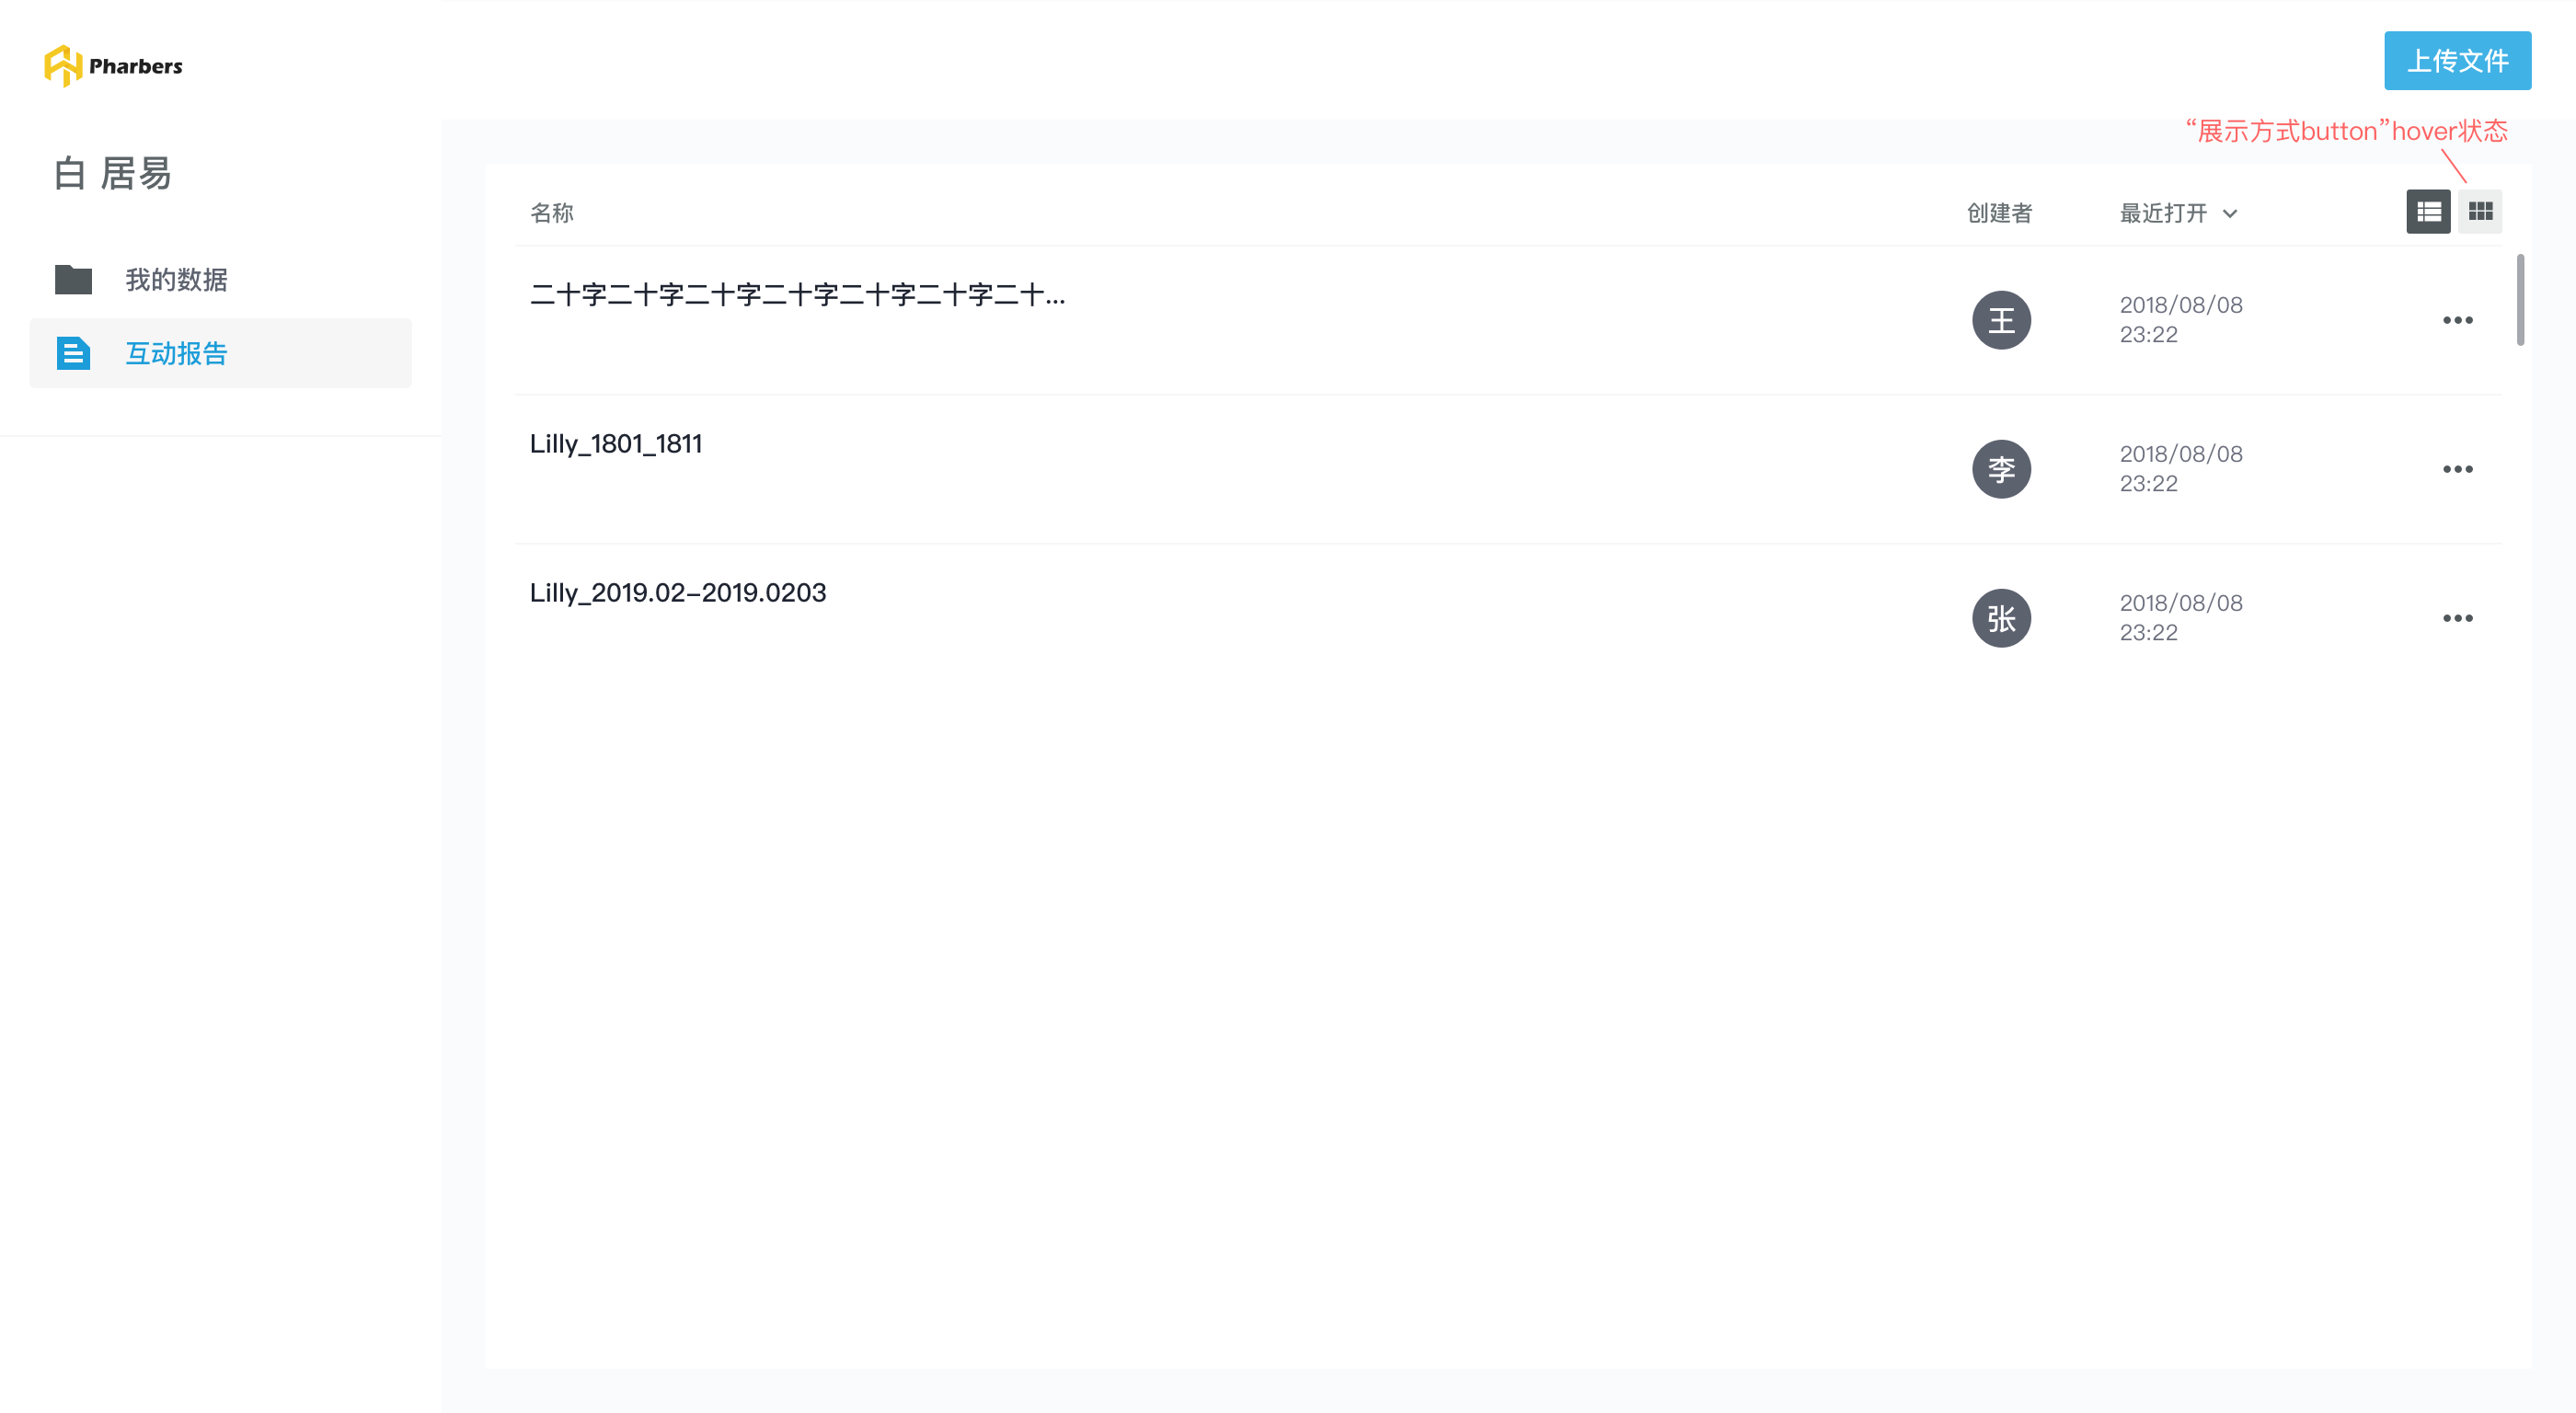 Pharbers
上传文件
“展示方式button”hover状态
白 居易
我的数据
互动报告
名称 创建者 最近打开
二十字二十字二十字二十字二十字二十字二十...
王
2018/08/08
23:22
Lilly_1801_1811
李
2018/08/08
23:22
Lilly_2019.02-2019.0203
张
2018/08/08
23:22